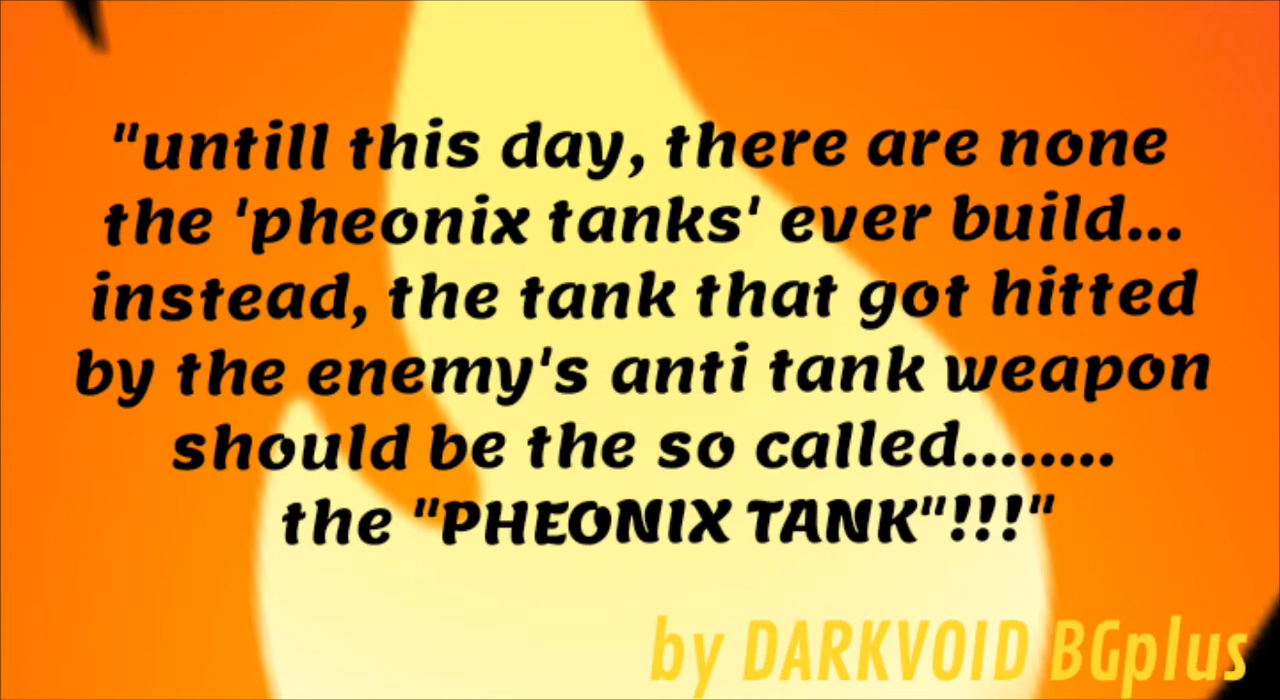 "untill this day, there are none
the 'pheonix tanks' ever build...
instead, the tank that got hitted
by the enemy's anti tank weapon
should be the so called........
the "PHEONIX TANK"!!!"
by DARKVOID BGplus